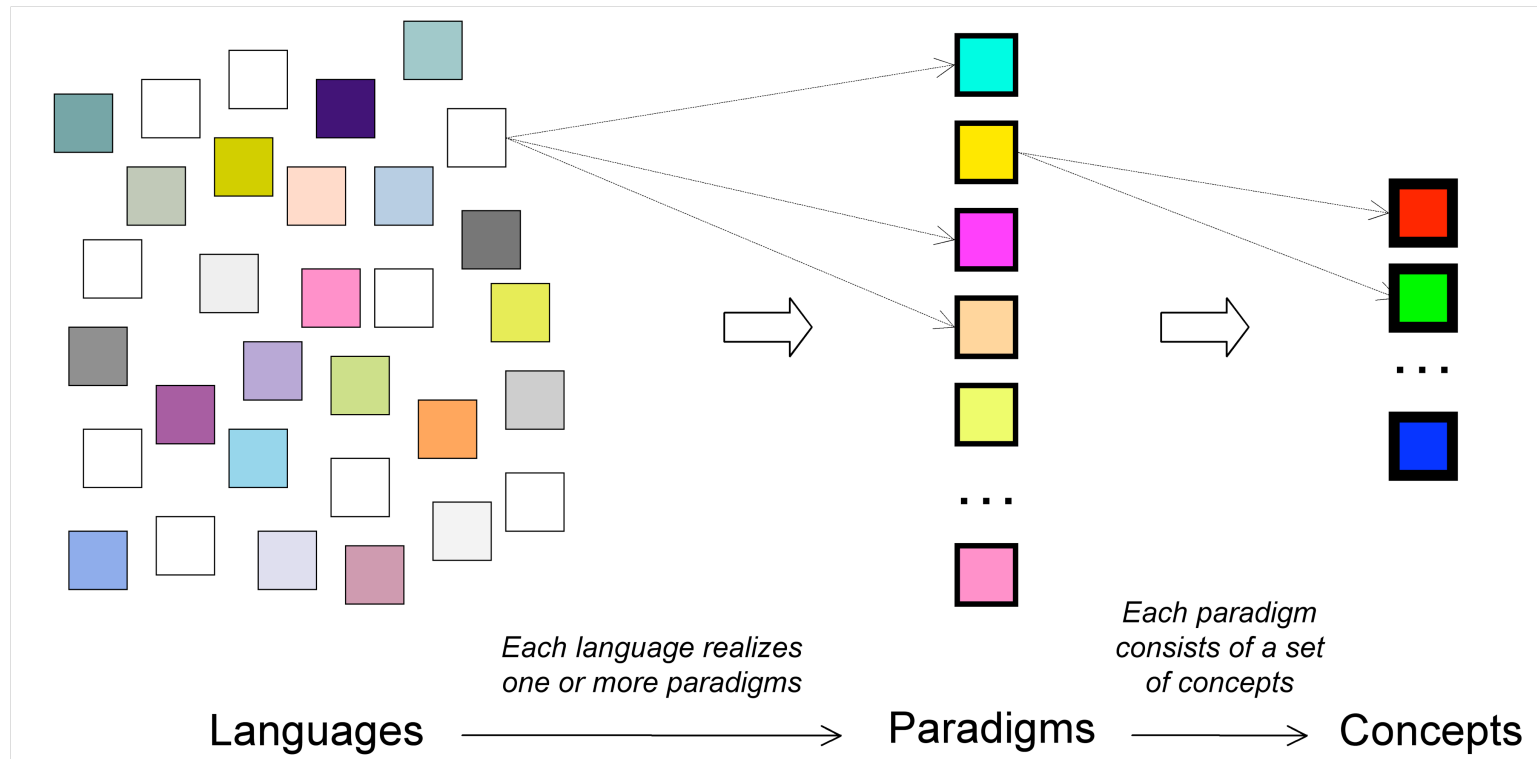 . . .
. . .
Each language realizes
one or more paradigms
Each paradigm
consists of a set
of concepts
Languages
Paradigms
Concepts